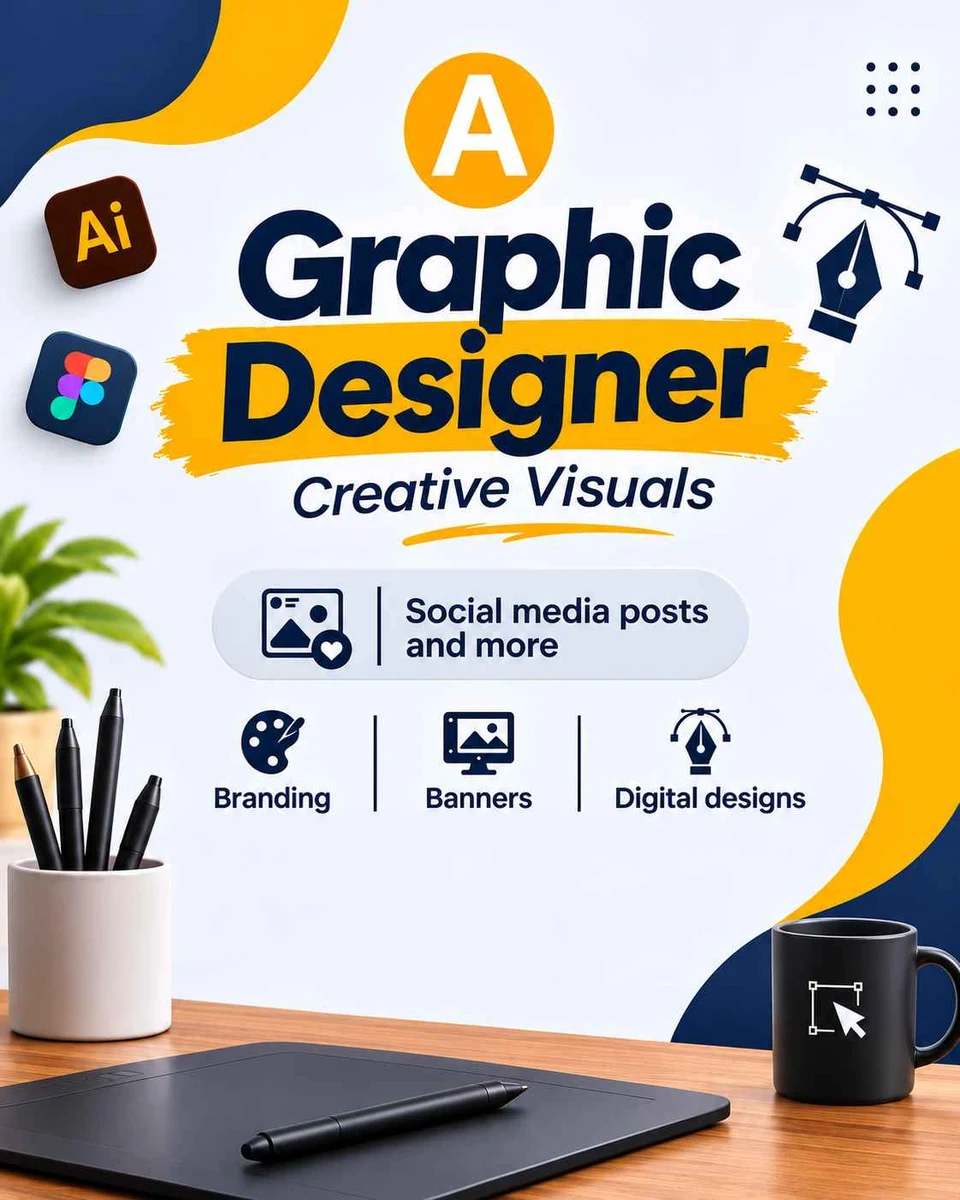 A
Ai
Graphic
Designer
Creative Visuals
Social media posts
and more
Branding
Banners
Digital designs